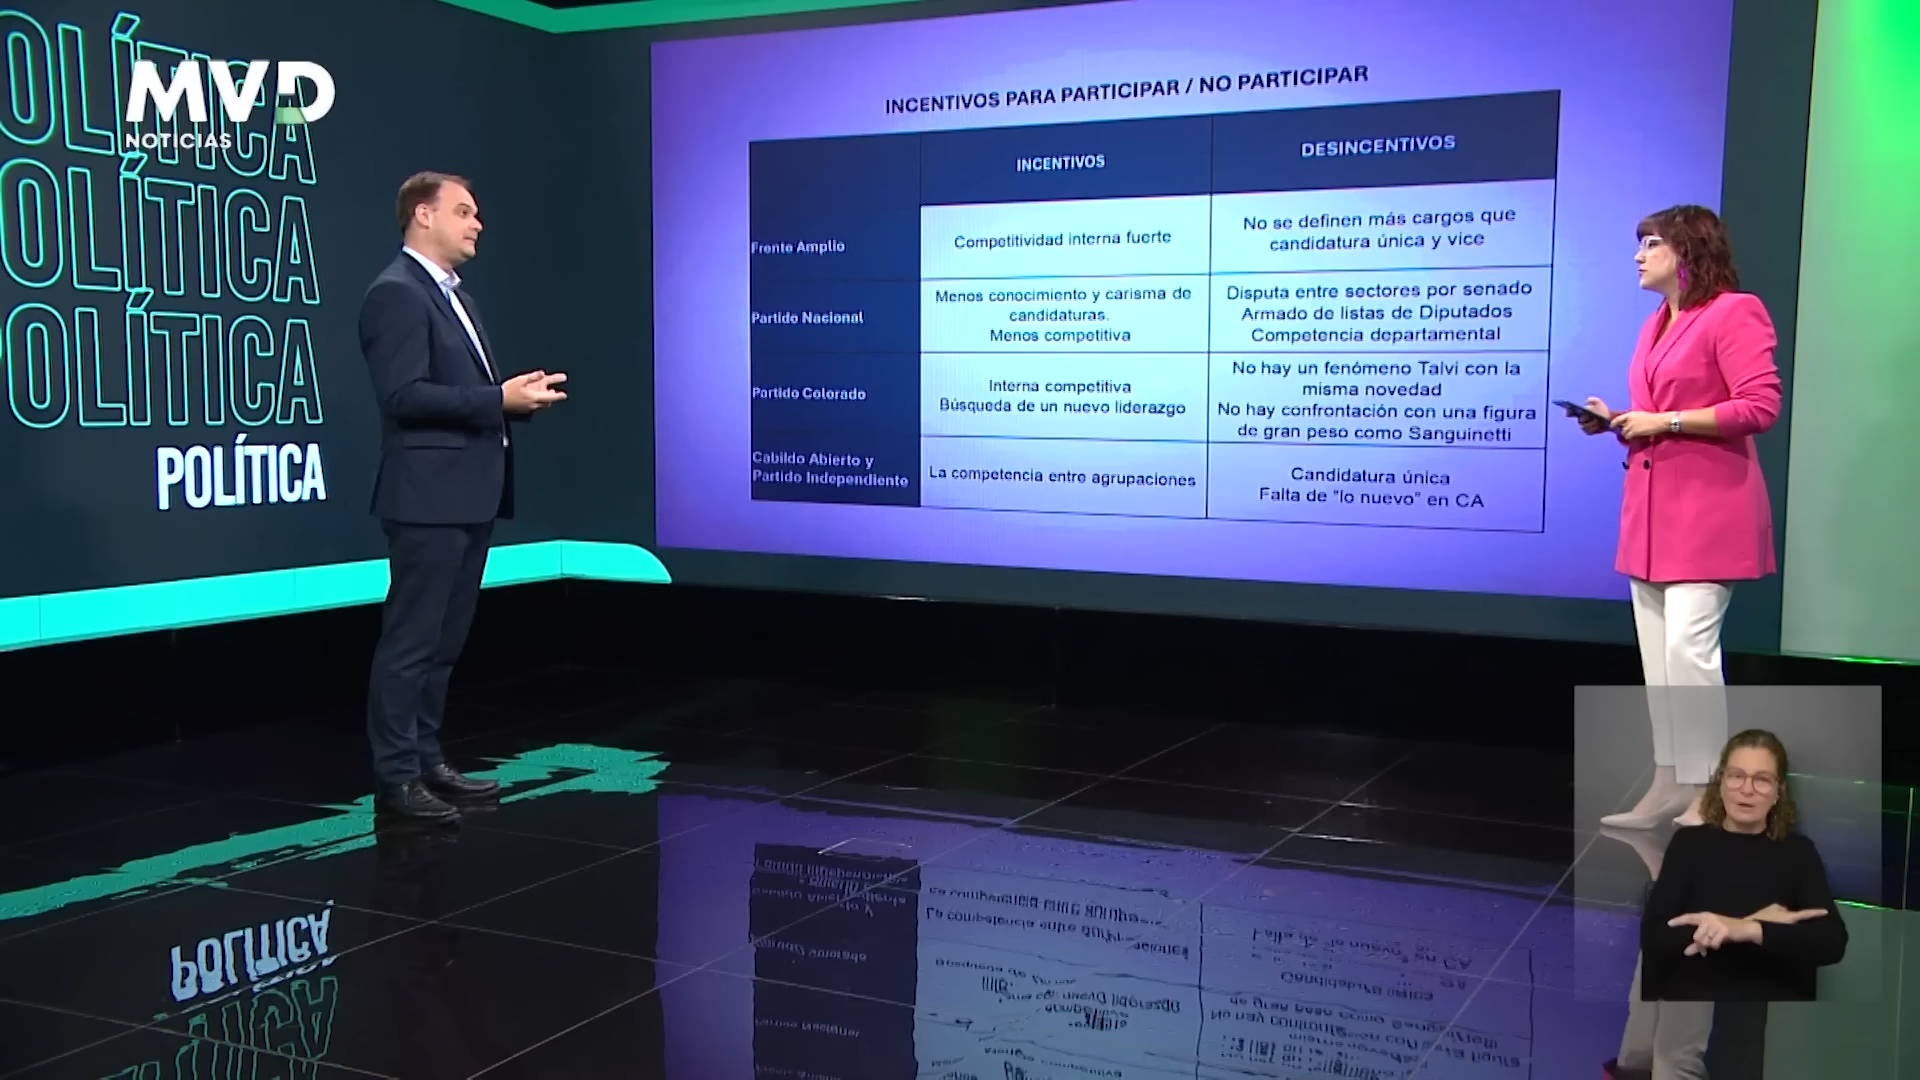 OLÍTICA
MVD
NOTICIAS
OLÍTICA
POLÍTICA
POLÍTICA
INCENTIVOS PARA PARTICIPAR / NO PARTICIPAR
INCENTIVOS
DESINCENTIVOS
Frente Amplio
Competitividad interna fuerte
No se definen más cargos que
candidatura única y vice
Partido Nacional
Menos conocimiento y carisma de
candidaturas.
Menos competitiva
Disputa entre sectores por senado
Armado de listas de Diputados
Competencia departamental
Partido Colorado
Interna competitiva
Búsqueda de un nuevo liderazgo
No hay un fenómeno Talvi con la
misma novedad
No hay confrontación con una figura
de gran peso como Sanguinetti
Cabildo Abierto y
Partido Independiente
La competencia entre agrupaciones
Candidatura única
Falta de "lo nuevo" en CA